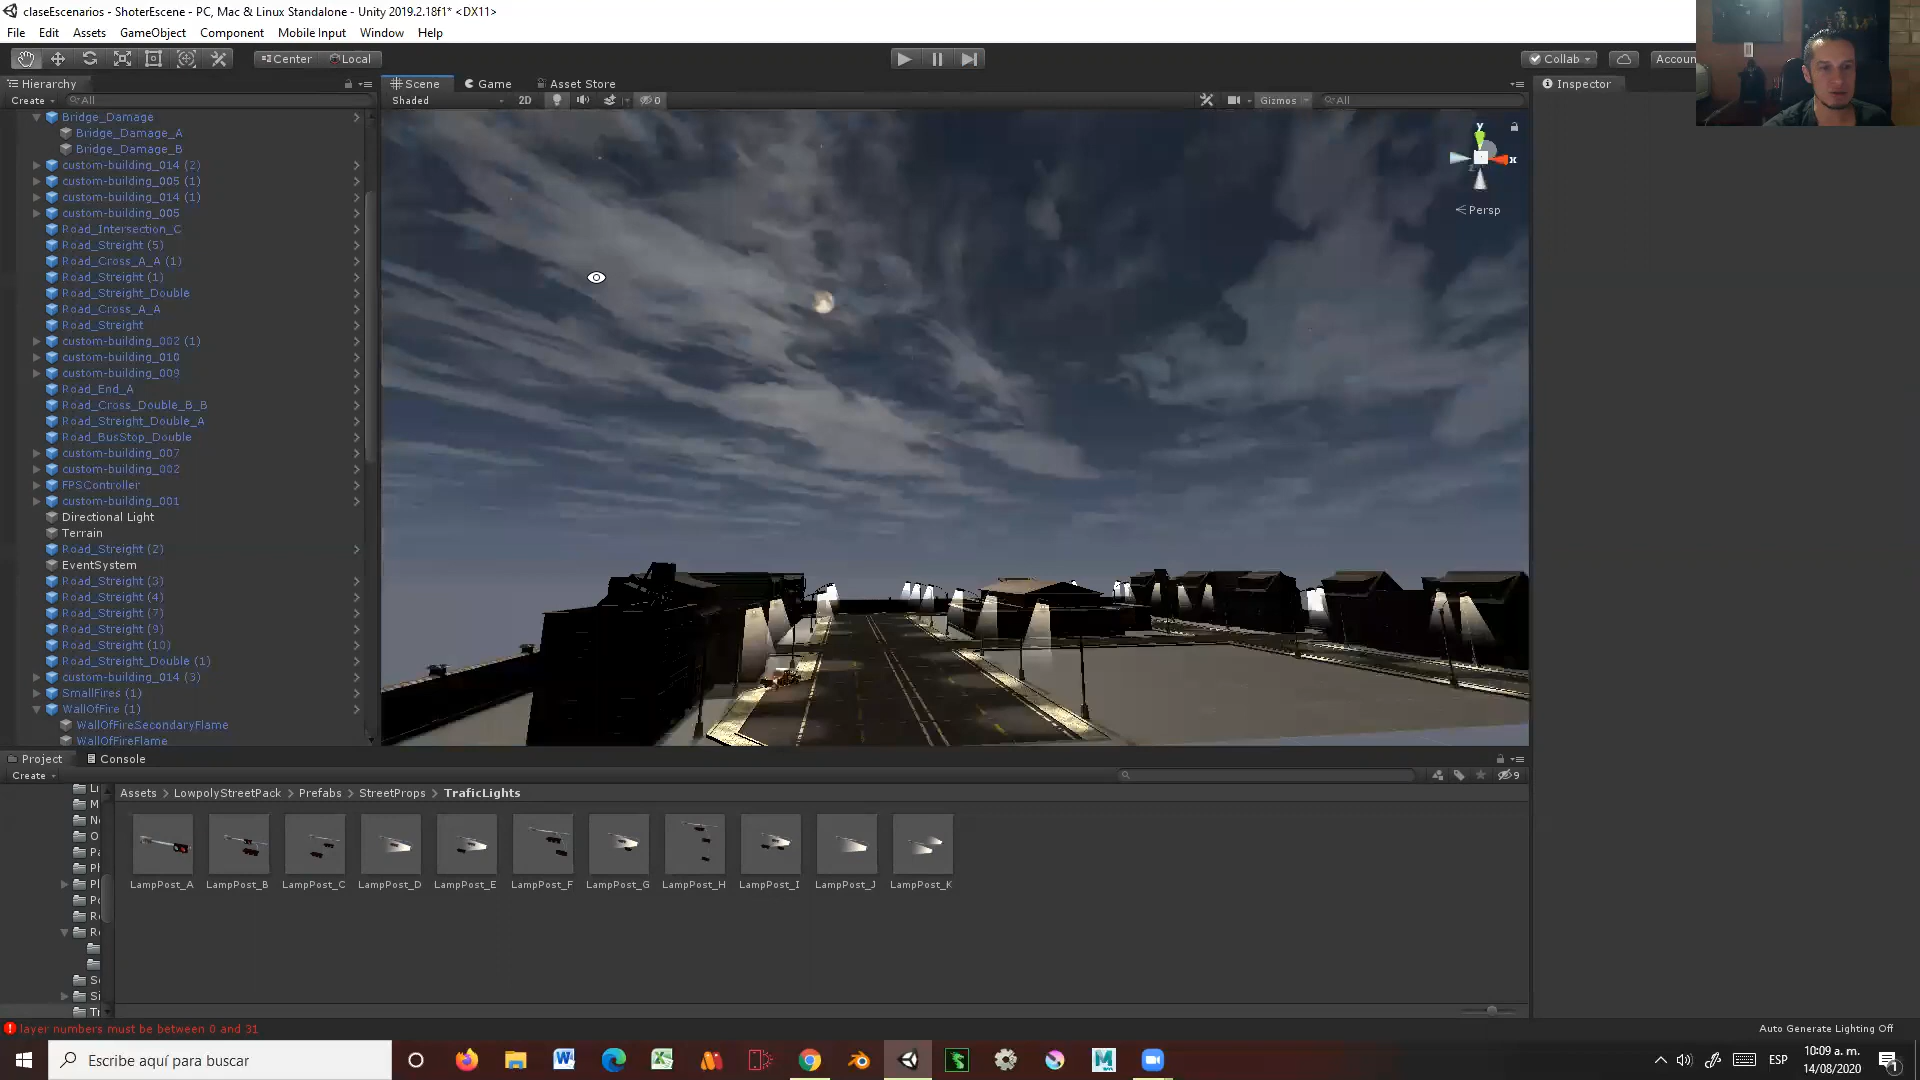 claseEscenarios - ShoterEscene - PC, Mac & Linux Standalone - Unity 2019.2.18f1* <DX11>
File Edit Assets GameObject Component Mobile Input Window Help
Center Local Collab Accoun
Hierarchy Scene Game Asset Store Inspector
Create All Shaded 2D 0 Gizmos All
Bridge_Damage
Bridge_Damage_A
Bridge_Damage_B
custom-building_014 (2)
custom-building_005 (1)
custom-building_014 (1)
custom-building_005
Road_Intersection_C
Road_Streight (5)
Road_Cross_A_A (1)
Road_Streight (1)
Road_Streight_Double
Road_Cross_A_A
Road_Streight
custom-building_002 (1)
custom-building_010
custom-building_009
Road_End_A
Road_Cross_Double_B_B
Road_Streight_Double_A
Road_BusStop_Double
custom-building_007
custom-building_002
FPSController
custom-building_001
Directional Light
Terrain
Road_Streight (2)
EventSystem
Road_Streight (3)
Road_Streight (4)
Road_Streight (7)
Road_Streight (9)
Road_Streight (10)
Road_Streight_Double (1)
custom-building_014 (3)
SmallFires (1)
WallOfFire (1)
WallOfFireSecondaryFlame
WallOfFireFlame
y
x
Persp
Project Console
Create 9
Assets > LowpolyStreetPack > Prefabs > StreetProps > TraficLights
LampPost_A LampPost_B LampPost_C LampPost_D LampPost_E LampPost_F LampPost_G LampPost_H LampPost_I LampPost_J LampPost_K
layer numbers must be between 0 and 31
Auto Generate Lighting Off
Escribe aquí para buscar
ESP
10:09 a. m.
14/08/2020
1